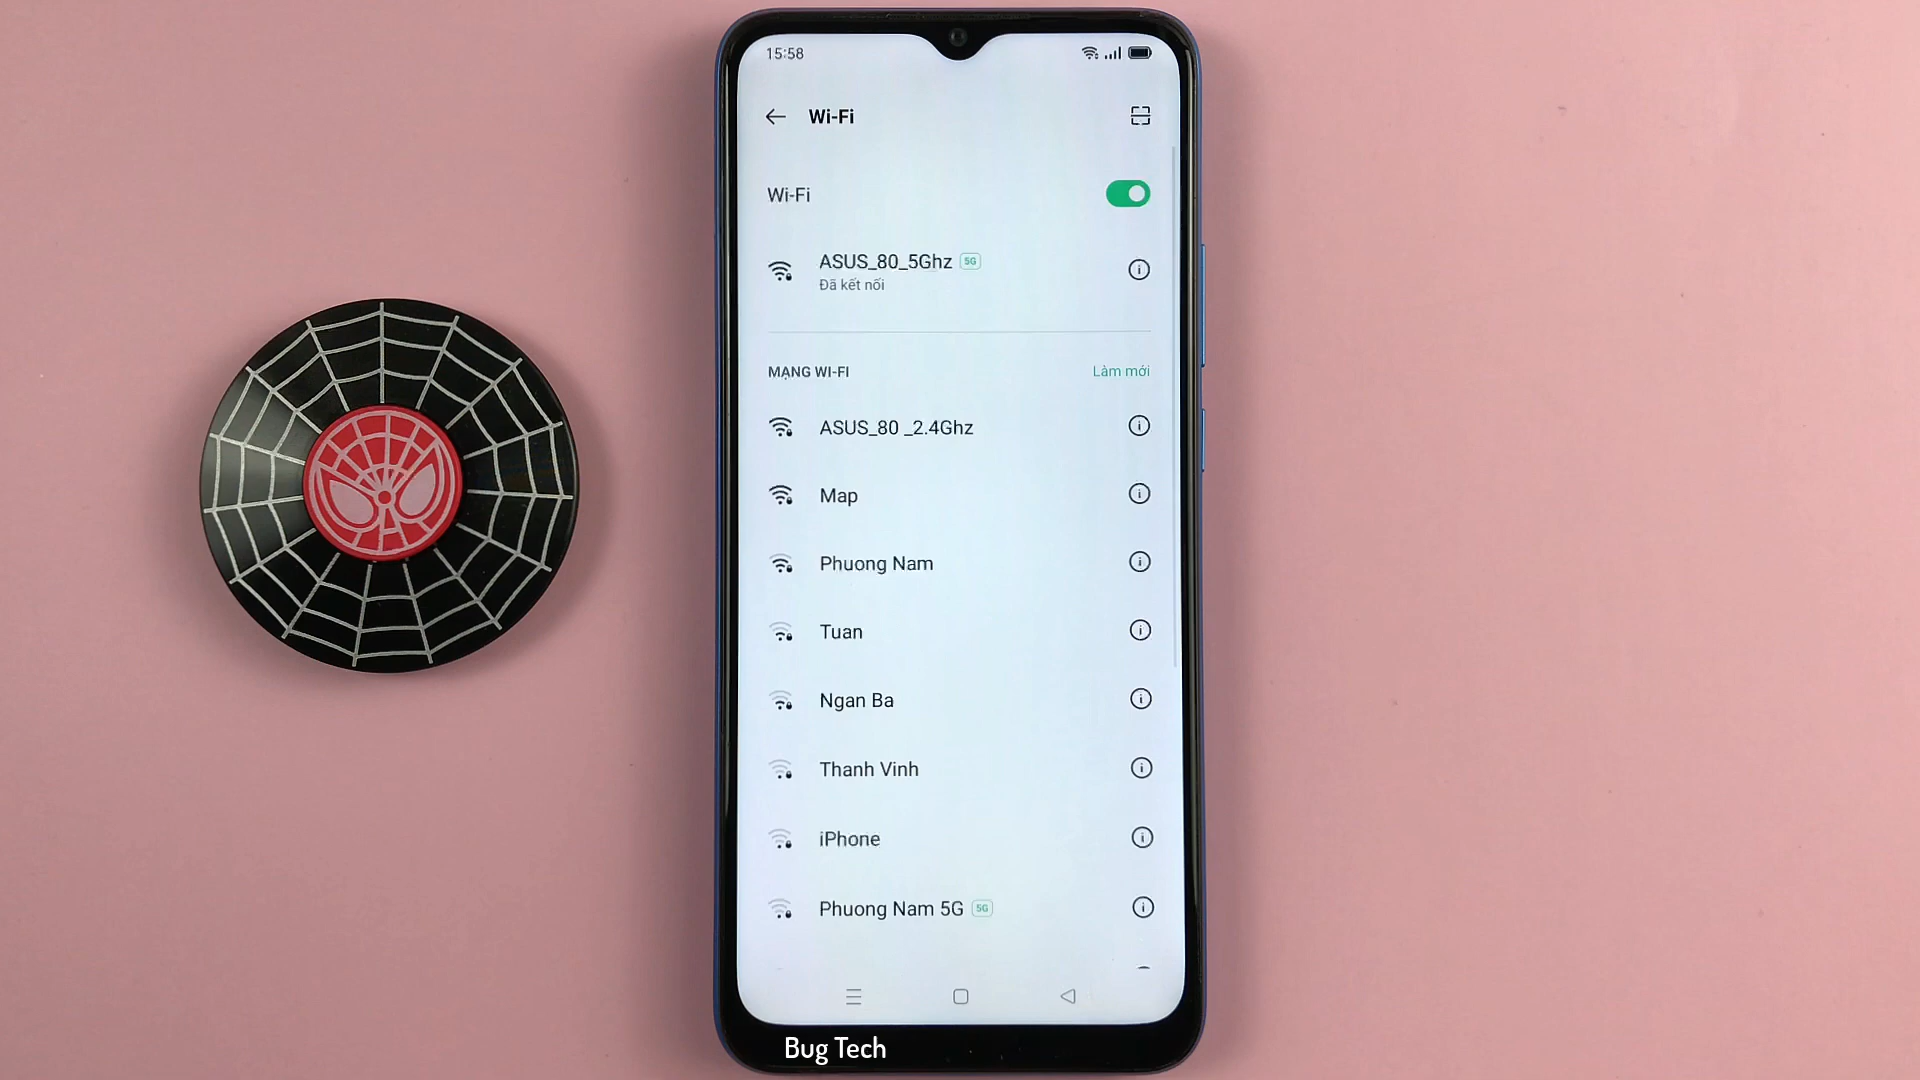 15:58
Wi-Fi
Wi-Fi
ASUS_80_5Ghz 5G
Đã kết nối
MẠNG WI-FI Làm mới
ASUS_80 _2.4Ghz
Map
Phuong Nam
Tuan
Ngan Ba
Thanh Vinh
iPhone
Phuong Nam 5G 5G
Bug Tech